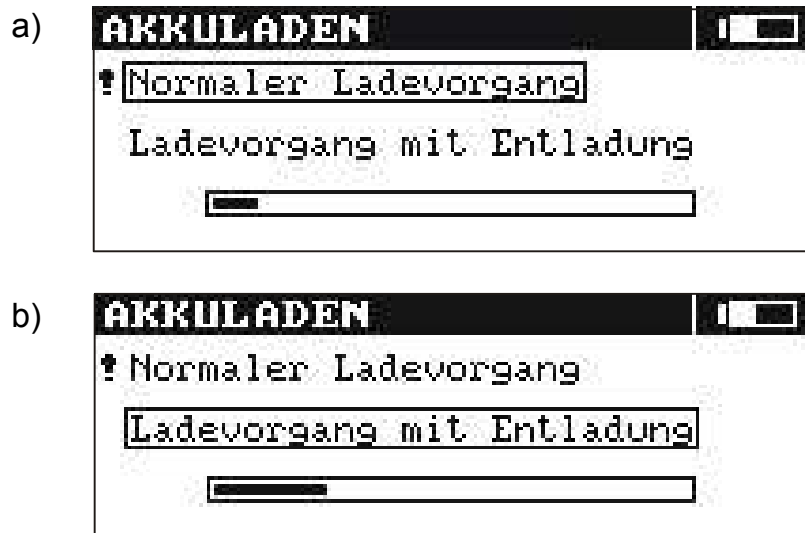 a)
AKKULADEN
Normaler Ladevorgang
Ladevorgang mit Entladung
b)
AKKULADEN
Normaler Ladevorgang
Ladevorgang mit Entladung